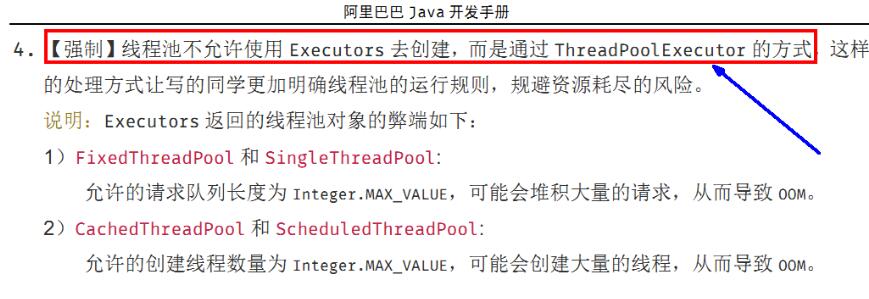 阿里巴巴 Java 开发手册
4. 【强制】线程池不允许使用 Executors 去创建，而是通过 ThreadPoolExecutor 的方式，这样
的处理方式让写的同学更加明确线程池的运行规则，规避资源耗尽的风险。
说明：Executors 返回的线程池对象的弊端如下：
1）FixedThreadPool 和 SingleThreadPool:
允许的请求队列长度为 Integer.MAX_VALUE，可能会堆积大量的请求，从而导致 OOM。
2）CachedThreadPool 和 ScheduledThreadPool:
允许的创建线程数量为 Integer.MAX_VALUE，可能会创建大量的线程，从而导致 OOM。